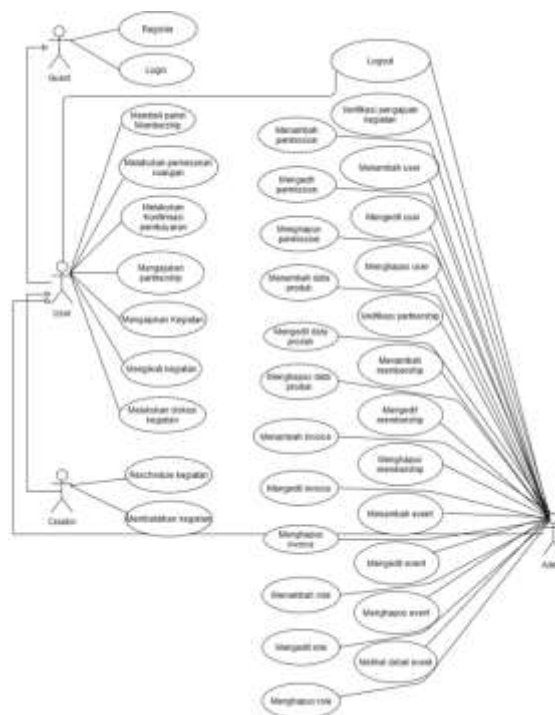 Register
Login
Guest
Logout
Membeli paket
Membership
Verifikasi pengajuan
kegiatan
Menambah
permission
Melakukan pemesanan
ruangan
Menambah user
Mengedit
permission
Melakukan
Konfirmasi
pembayaran
Mengedit user
Menghapus
permission
Menghapus user
Mengajukan
partnership
Menambah data
produk
User
Mengajukan Kegiatan
Verifikasi partnership
Mengedit data
produk
Menambah
membership
Mengikuti kegiatan
Menghapus data
produk
Melakukan diskusi
kegiatan
Mengedit
membership
Menambah invoice
Menghapus
membership
Reschedule kegiatan
Mengedit invoice
Creator
Membatalkan kegiatan
Menambah event
Menghapus
invoice
Mengedit event
Menambah role
Menghapus event
Mengedit role
Melihat detail event
Menghapus role